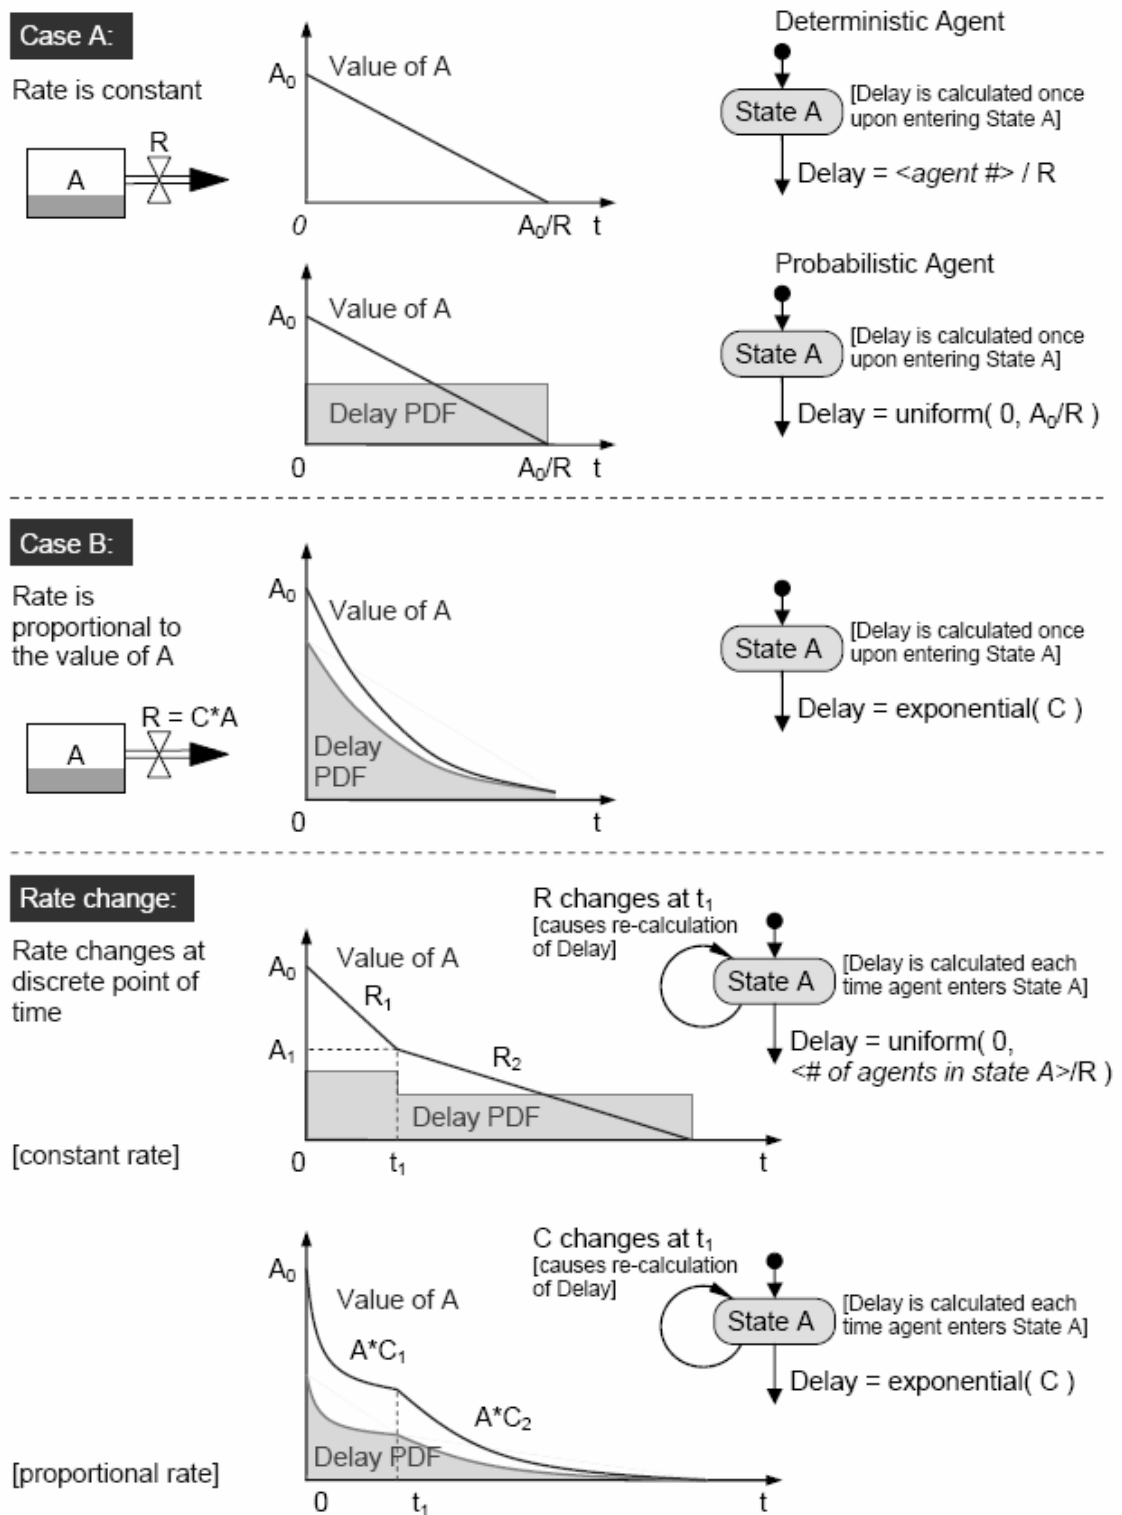 Case A:
Rate is constant
R
A
A₀
Value of A
0
A₀/R
t
Deterministic Agent
State A
[Delay is calculated once
upon entering State A]
Delay = <agent #> / R
A₀
Value of A
Delay PDF
0
A₀/R
t
Probabilistic Agent
State A
[Delay is calculated once
upon entering State A]
Delay = uniform( 0, A₀/R )
Case B:
Rate is
proportional to
the value of A
R = C*A
A
A₀
Value of A
Delay
PDF
0
t
State A
[Delay is calculated once
upon entering State A]
Delay = exponential( C )
Rate change:
Rate changes at
discrete point of
time
[constant rate]
A₀
Value of A
R₁
A₁
R₂
Delay PDF
0
t₁
t
R changes at t₁
[causes re-calculation
of Delay]
State A
[Delay is calculated each
time agent enters State A]
Delay = uniform( 0,
<# of agents in state A>/R )
[proportional rate]
A₀
Value of A
A*C₁
A*C₂
Delay PDF
0
t₁
t
C changes at t₁
[causes re-calculation
of Delay]
State A
[Delay is calculated each
time agent enters State A]
Delay = exponential( C )